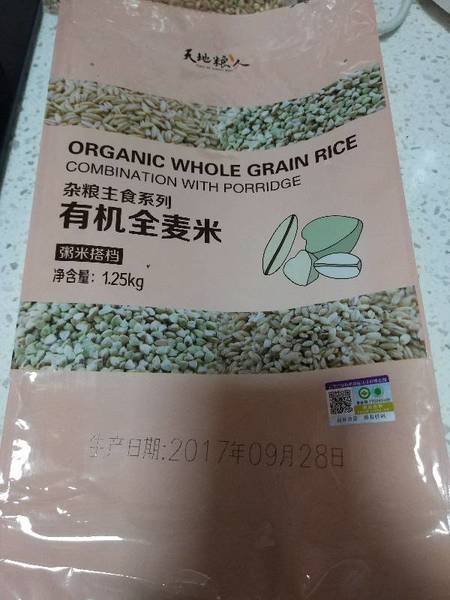 天地粮人
ORGANIC WHOLE GRAIN RICE
COMBINATION WITH PORRIDGE
杂粮主食系列
有机全麦米
粥米搭档
净含量: 1.25kg
生产日期:2017年09月28日